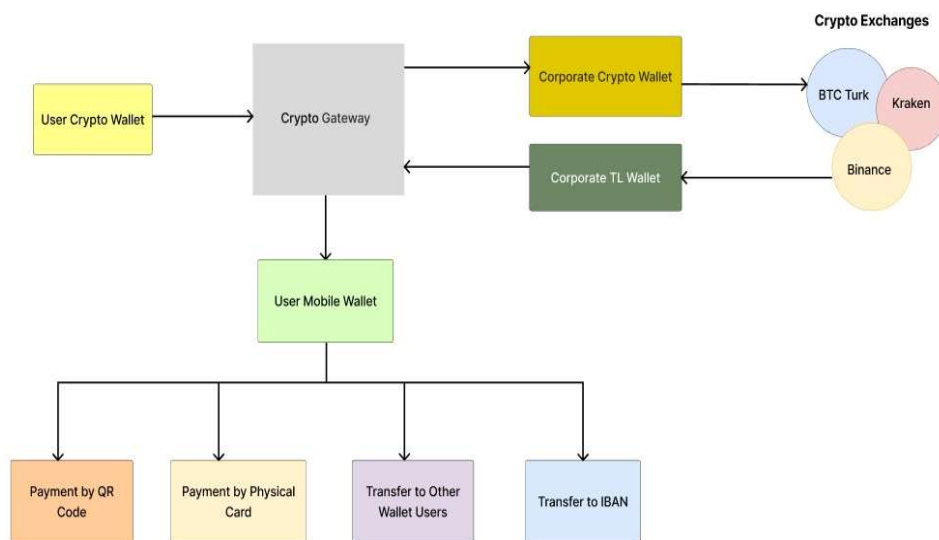 Crypto Exchanges
Corporate Crypto Wallet
BTC Turk
Kraken
User Crypto Wallet
Crypto Gateway
Corporate TL Wallet
Binance
User Mobile Wallet
Payment by QR
Code
Payment by Physical
Card
Transfer to Other
Wallet Users
Transfer to IBAN